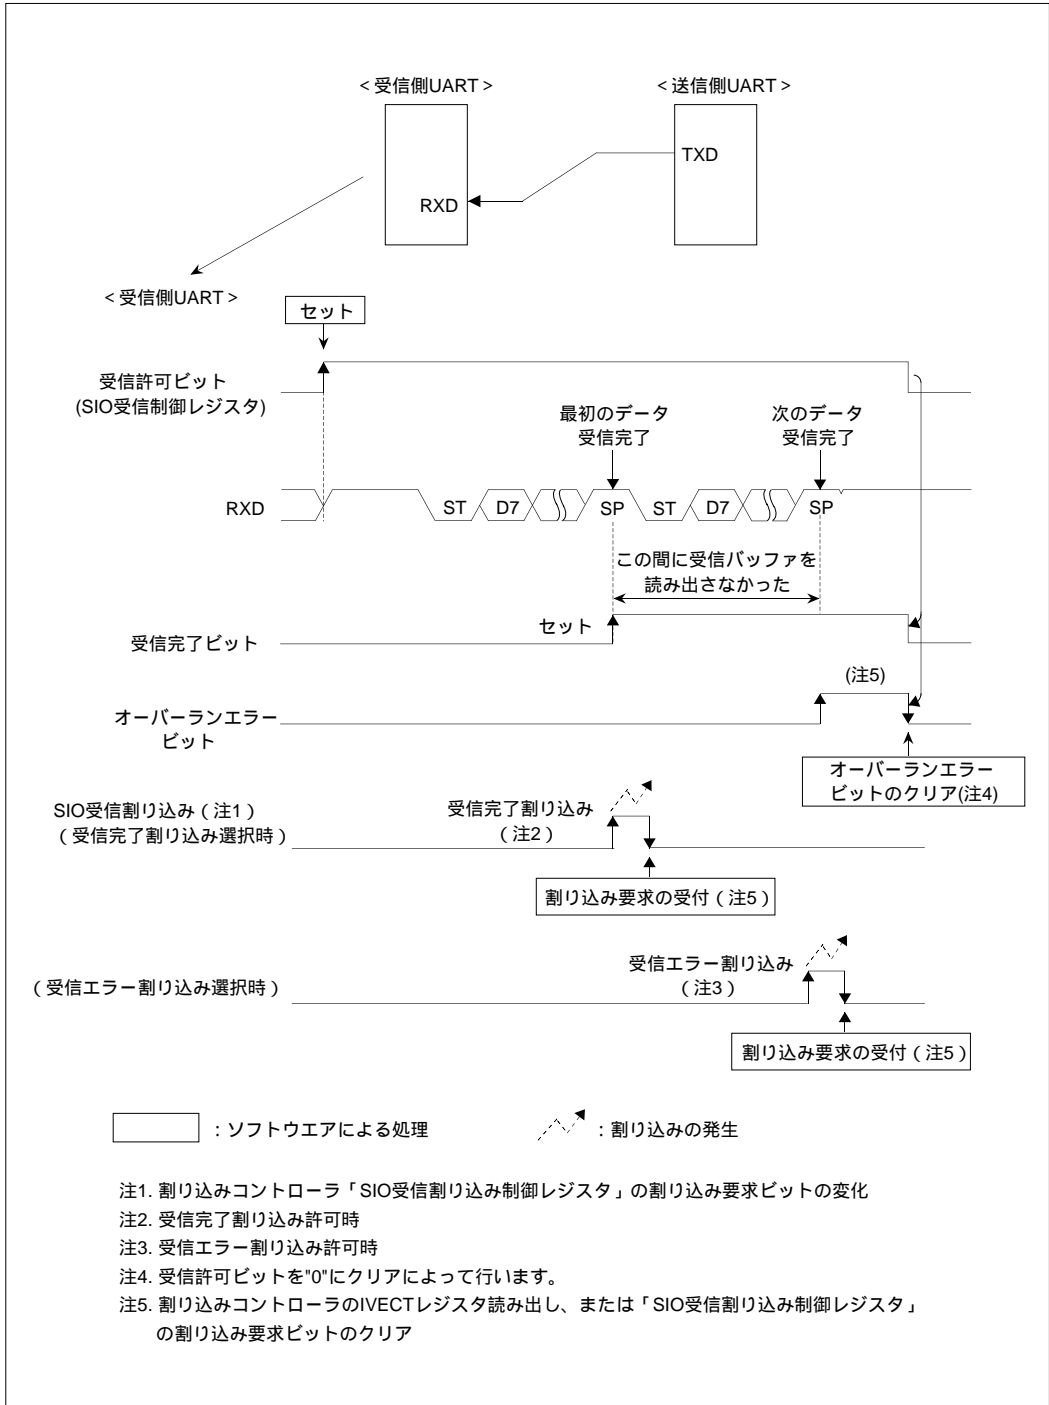 ＜受信側UART＞
＜送信側UART＞
TXD
RXD
＜受信側UART＞
セット
受信許可ビット
(SIO受信制御レジスタ)
最初のデータ
受信完了
次のデータ
受信完了
RXD
ST
D7
SP
ST
D7
SP
この間に受信バッファを
読み出さなかった
セット
受信完了ビット
(注5)
オーバーランエラー
ビット
オーバーランエラー
ビットのクリア(注4)
SIO受信割り込み（注1）
（受信完了割り込み選択時）
受信完了割り込み
（注2）
割り込み要求の受付（注5）
受信エラー割り込み
（注3）
（受信エラー割り込み選択時）
割り込み要求の受付（注5）
：ソフトウエアによる処理
：割り込みの発生
注1. 割り込みコントローラ「SIO受信割り込み制御レジスタ」の割り込み要求ビットの変化
注2. 受信完了割り込み許可時
注3. 受信エラー割り込み許可時
注4. 受信許可ビットを"0"にクリアによって行います。
注5. 割り込みコントローラのIVECTレジスタ読み出し、または「SIO受信割り込み制御レジスタ」
の割り込み要求ビットのクリア